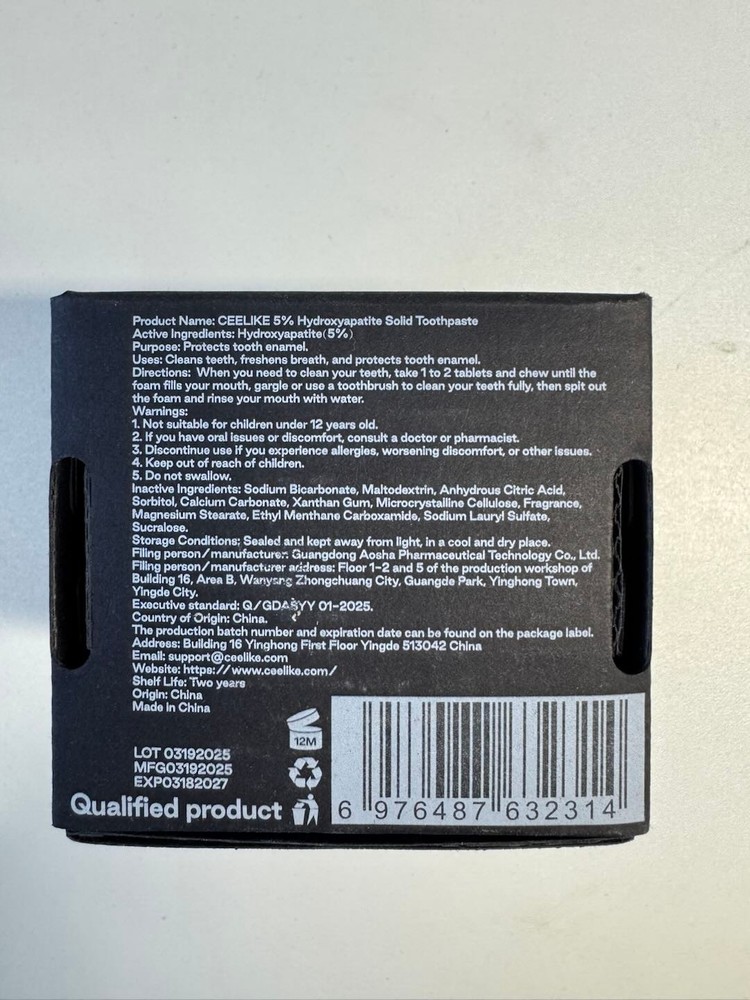 Product Name: CEELIKE 5% Hydroxyapatite Solid Toothpaste
Active Ingredients: Hydroxyapatite(5%)
Purpose: Protects tooth enamel.
Uses: Cleans teeth, freshens breath, and protects tooth enamel.
Directions: When you need to clean your teeth, take 1 to 2 tablets and chew until the
foam fills your mouth, gargle or use a toothbrush to clean your teeth fully, then spit out
the foam and rinse your mouth with water.
Warnings:
1. Not suitable for children under 12 years old.
2. If you have oral issues or discomfort, consult a doctor or pharmacist.
3. Discontinue use if you experience allergies, worsening discomfort, or other issues.
4. Keep out of reach of children.
5. Do not swallow.
Inactive Ingredients: Sodium Bicarbonate, Maltodextrin, Anhydrous Citric Acid,
Sorbitol, Calcium Carbonate, Xanthan Gum, Microcrystalline Cellulose, Fragrance,
Magnesium Stearate, Ethyl Menthane Carboxamide, Sodium Lauryl Sulfate,
Sucralose.
Storage Conditions: Sealed and kept away from light, in a cool and dry place.
Filing person/manufacturer: Guangdong Aosha Pharmaceutical Technology Co., Ltd.
Filing person/manufacturer address: Floor 1-2 and 5 of the production workshop of
Building 16, Area B, Wanyang Zhongchuang City, Guangde Park, Yinghong Town,
Yingde City.
Executive standard: Q/GDASYY 01-2025.
Country of Origin: China.
The production batch number and expiration date can be found on the package label.
Address: Building 16 Yinghong First Floor Yingde 513042 China
Email: support@ceelike.com
Website: https://www.ceelike.com/
Shelf Life: Two years
Origin: China
Made in China
12M
LOT 03192025
MFG03192025
EXP03182027
Qualified product
6 976487 632314